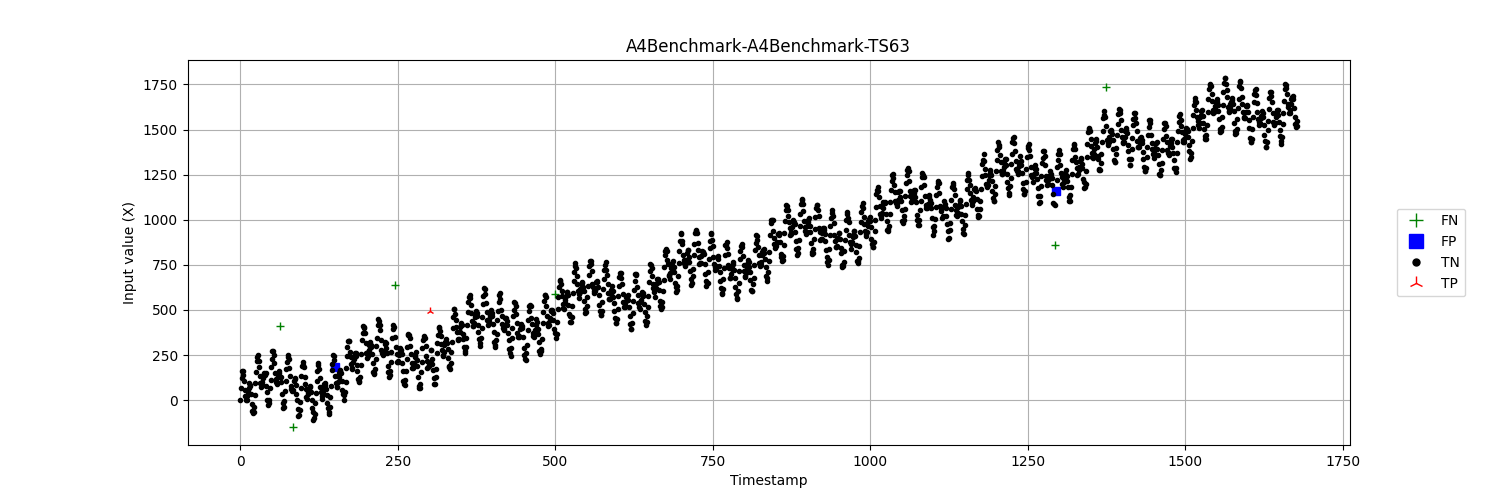 A4Benchmark-A4Benchmark-TS63
1750
1500
1250
1000
750
500
250
0
Input value (X)
0 250 500 750 1000 1250 1500 1750
Timestamp
FN
FP
TN
TP